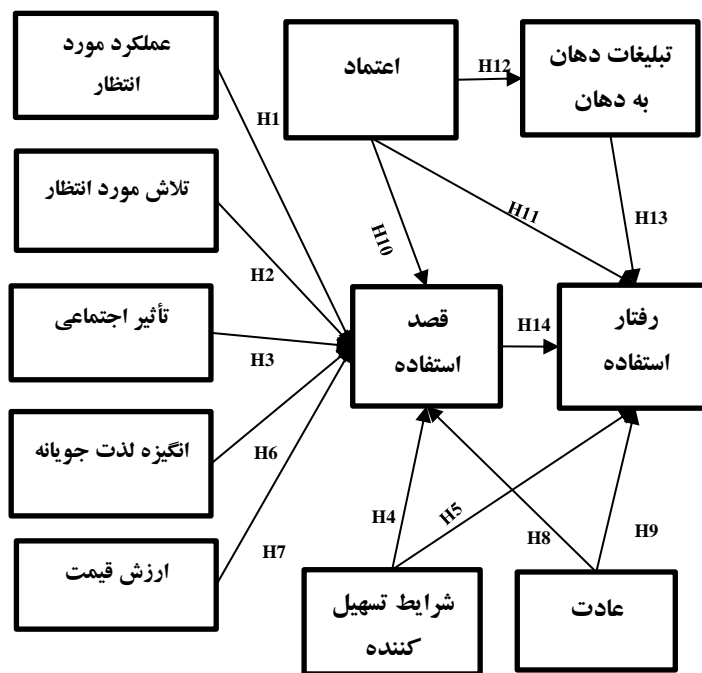 عملکرد مورد
انتظار
اعتماد
تبلیغات دهان
به دهان
H12
H1
تلاش مورد انتظار
H11
H13
H10
H2
تأثیر اجتماعی
قصد
استفاده
رفتار
استفاده
H14
H3
انگیزه لذت جویانه
H6
H4
H5
H8
H9
H7
ارزش قیمت
شرایط تسهیل
کننده
عادت